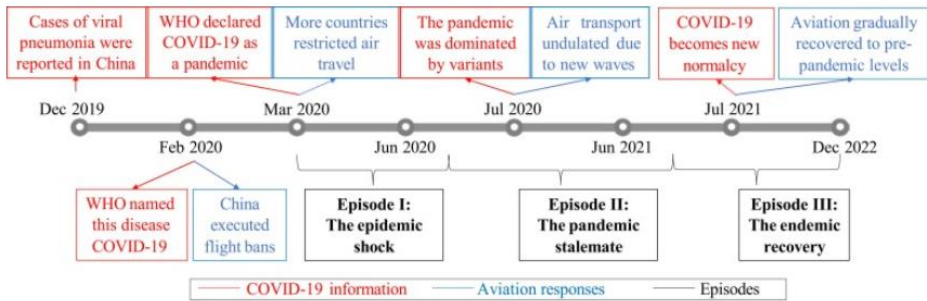 Cases of viral
pneumonia were
reported in China
WHO declared
COVID-19 as
a pandemic
More countries
restricted air
travel
The pandemic
was dominated
by variants
Air transport
undulated due
to new waves
COVID-19
becomes new
normalcy
Aviation gradually
recovered to pre-
pandemic levels
Dec 2019
Mar 2020
Jul 2020
Jul 2021
Feb 2020
Jun 2020
Jun 2021
Dec 2022
WHO named
this disease
COVID-19
China
executed
flight bans
Episode I:
The epidemic
shock
Episode II:
The pandemic
stalemate
Episode III:
The endemic
recovery
COVID-19 information
Aviation responses
Episodes